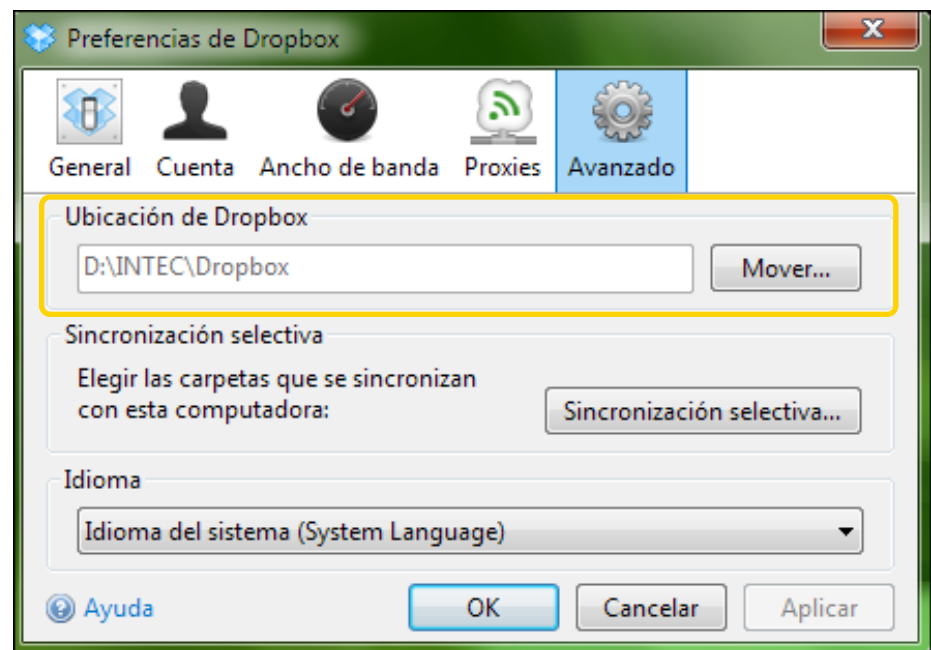 Preferencias de Dropbox
General Cuenta Ancho de banda Proxies Avanzado
Ubicación de Dropbox
D:\INTEC\Dropbox Mover...
Sincronización selectiva
Elegir las carpetas que se sincronizan
con esta computadora: Sincronización selectiva...
Idioma
Idioma del sistema (System Language)
Ayuda OK Cancelar Aplicar